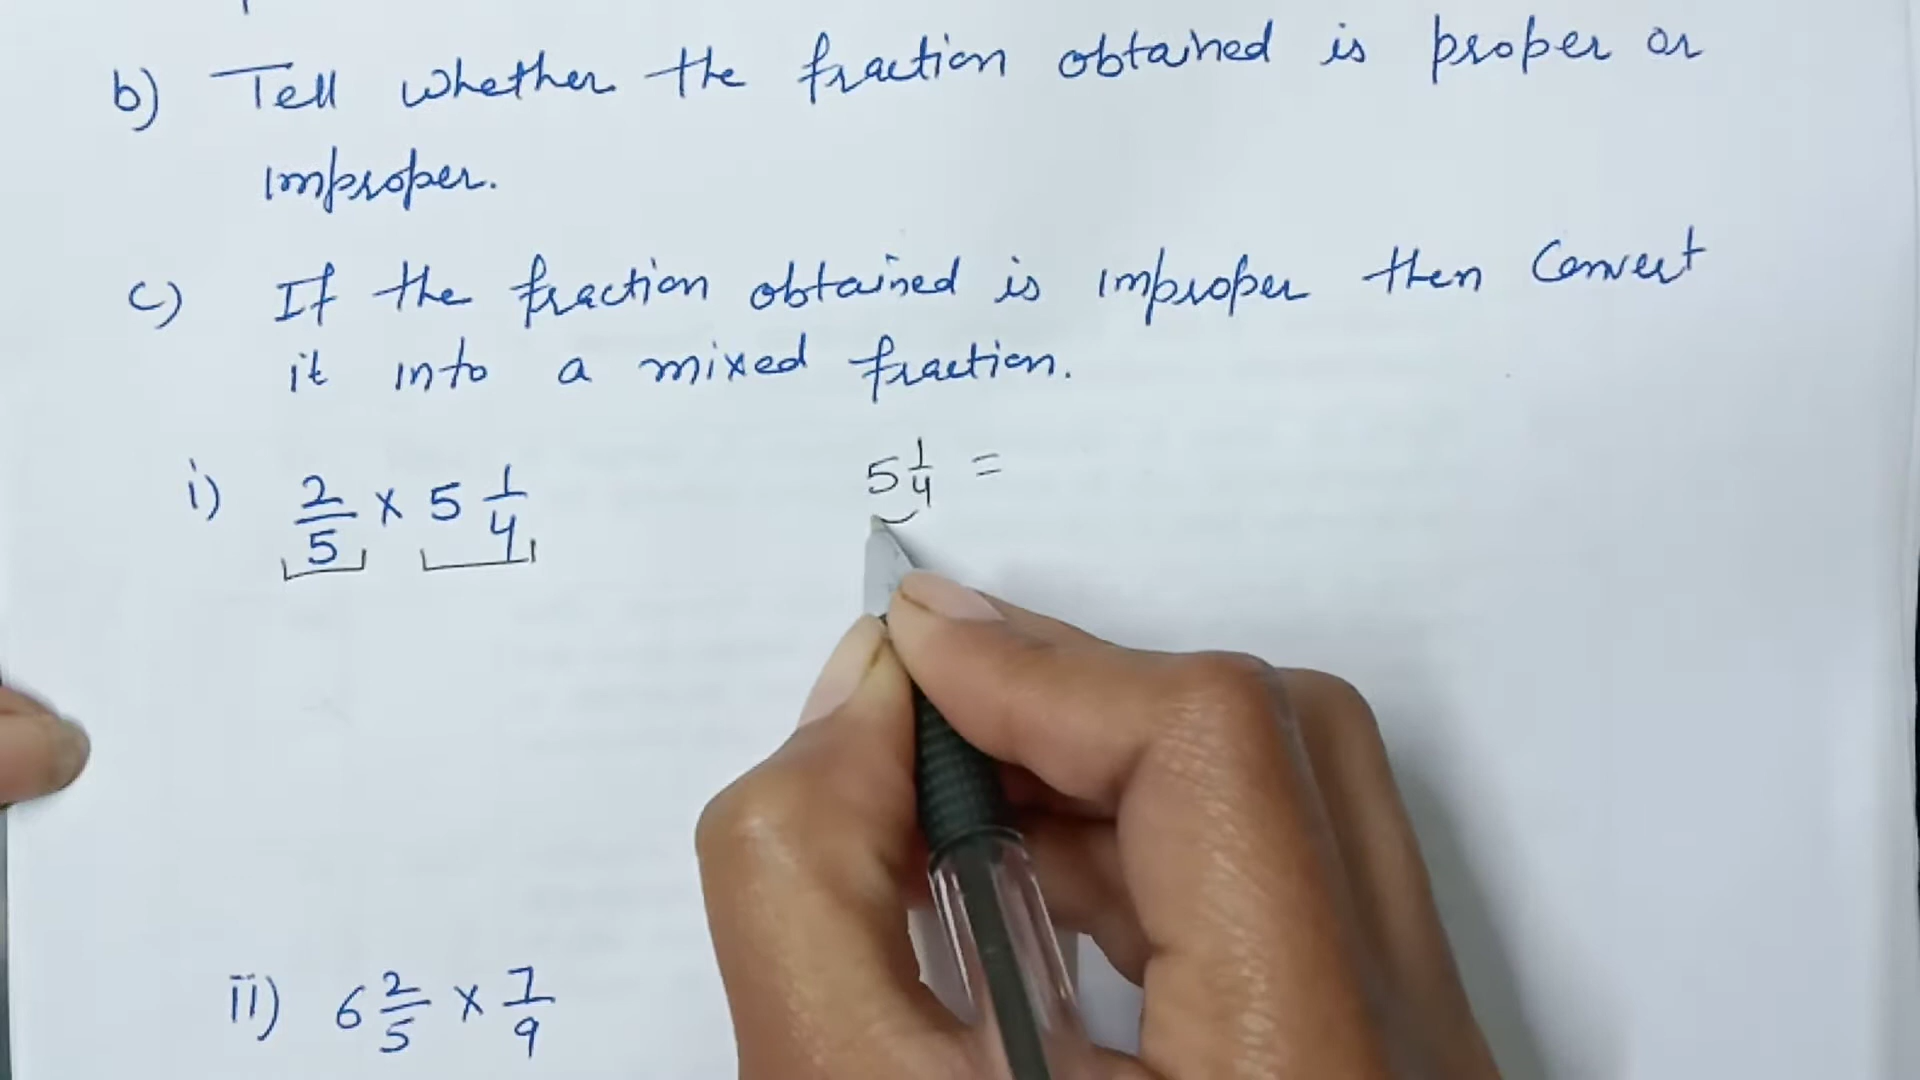 b) Tell whether the fraction obtained is proper or
improper.
c) If the fraction obtained is improper then convert
it into a mixed fraction.
i) 2/5 x 5 1/4
5 1/4 =
ii) 6 2/5 x 7/9